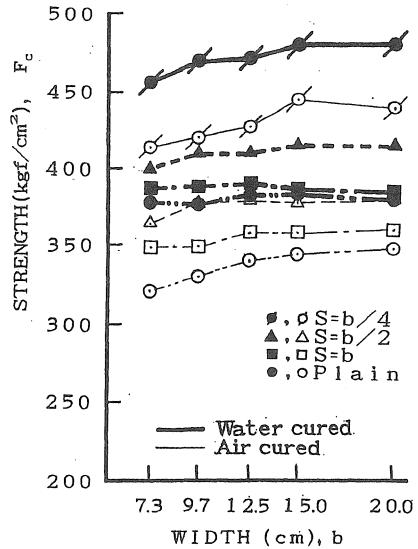 STRENGTH(kgf/cm²), Fc
500
450
400
350
300
250
200
●, ○ S=b/4
▲, △ S=b/2
■, □ S=b
●, ○ Plain
Water cured
Air cured
7.3 9.7 12.5 15.0 20.0
WIDTH (cm), b